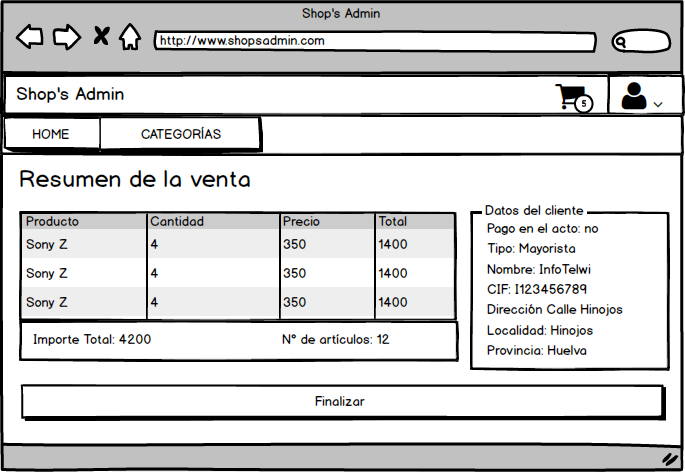 Shop's Admin
http://www.shopsadmin.com
Shop's Admin
5
HOME CATEGORÍAS
Resumen de la venta
Producto Cantidad Precio Total
Sony Z 4 350 1400
Sony Z 4 350 1400
Sony Z 4 350 1400
Importe Total: 4200 Nº de artículos: 12
Datos del cliente
Pago en el acto: no
Tipo: Mayorista
Nombre: InfoTelwi
CIF: I123456789
Dirección Calle Hinojos
Localidad: Hinojos
Provincia: Huelva
Finalizar